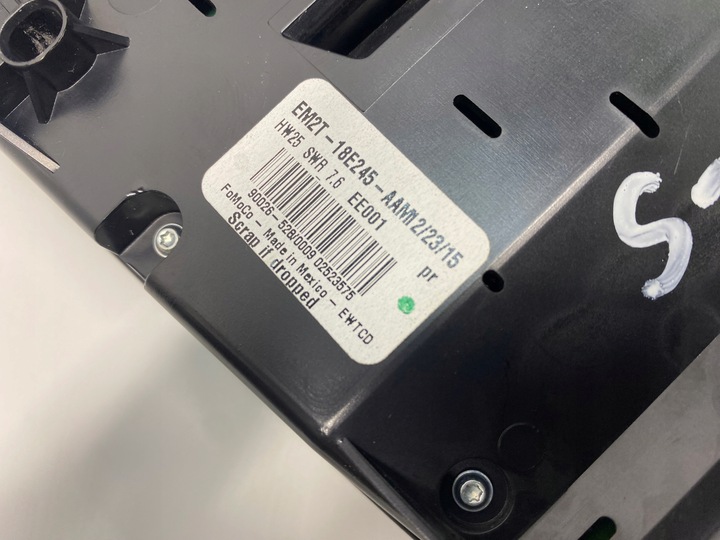 EM2T-18E245-AAM12/23/15
HW25 SWR 7.6 EE001 pr
90026-528/0009 02523575
FoMoCo - Made in Mexico - EWTCD
Scrap if dropped
S